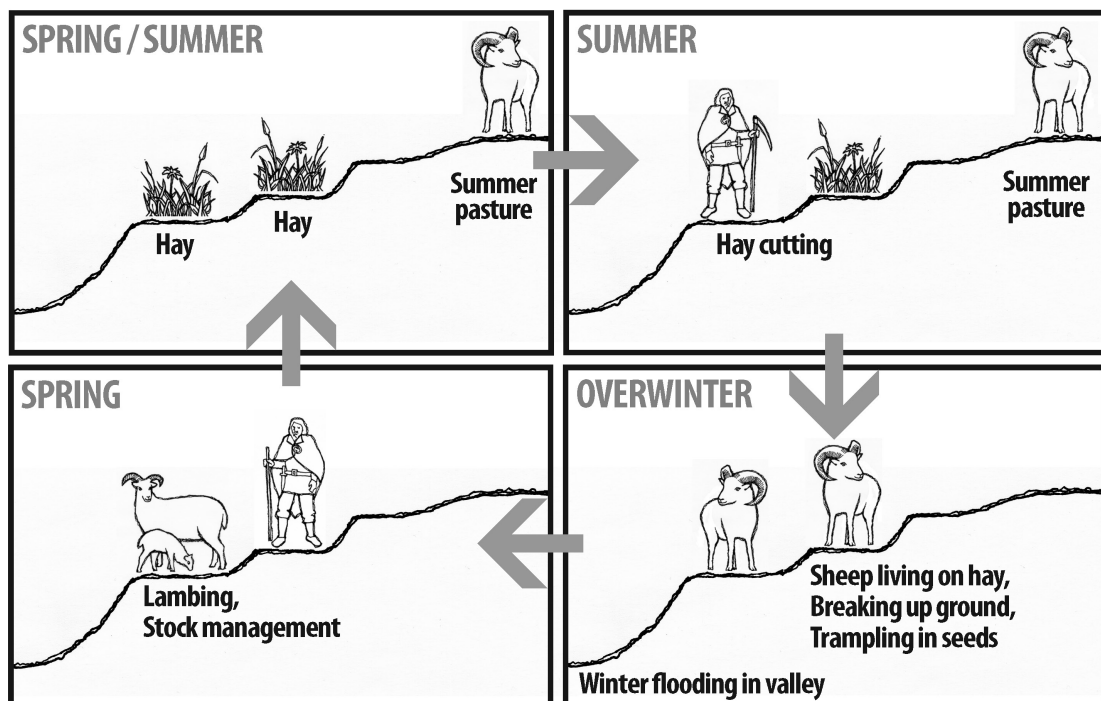 SPRING / SUMMER
Hay
Hay
Summer
pasture
SUMMER
Hay cutting
Summer
pasture
SPRING
Lambing,
Stock management
OVERWINTER
Sheep living on hay,
Breaking up ground,
Trampling in seeds
Winter flooding in valley